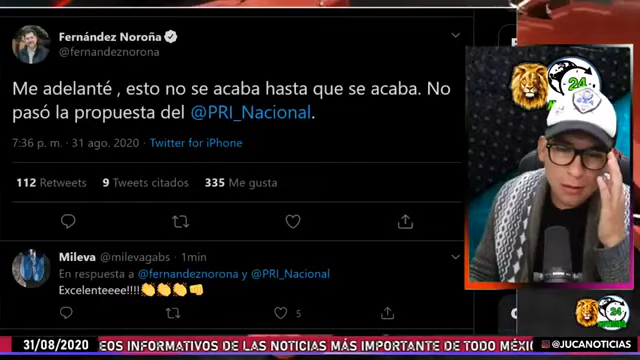 Fernández Noroña
@fernandeznorona
Me adelanté , esto no se acaba hasta que se acaba. No
pasó la propuesta del @PRI_Nacional.
7:36 p. m. · 31 ago. 2020 · Twitter for iPhone
112 Retweets 9 Tweets citados 335 Me gusta
Mileva @milevagabs · 1min
En respuesta a @fernandeznorona y @PRI_Nacional
Excelenteeee!!!!👏👏👏👊
5
24
24
31/08/2020
EOS INFORMATIVOS DE LAS NOTICIAS MÁS IMPORTANTE DE TODO MÉXIC
@JUCANOTICIAS